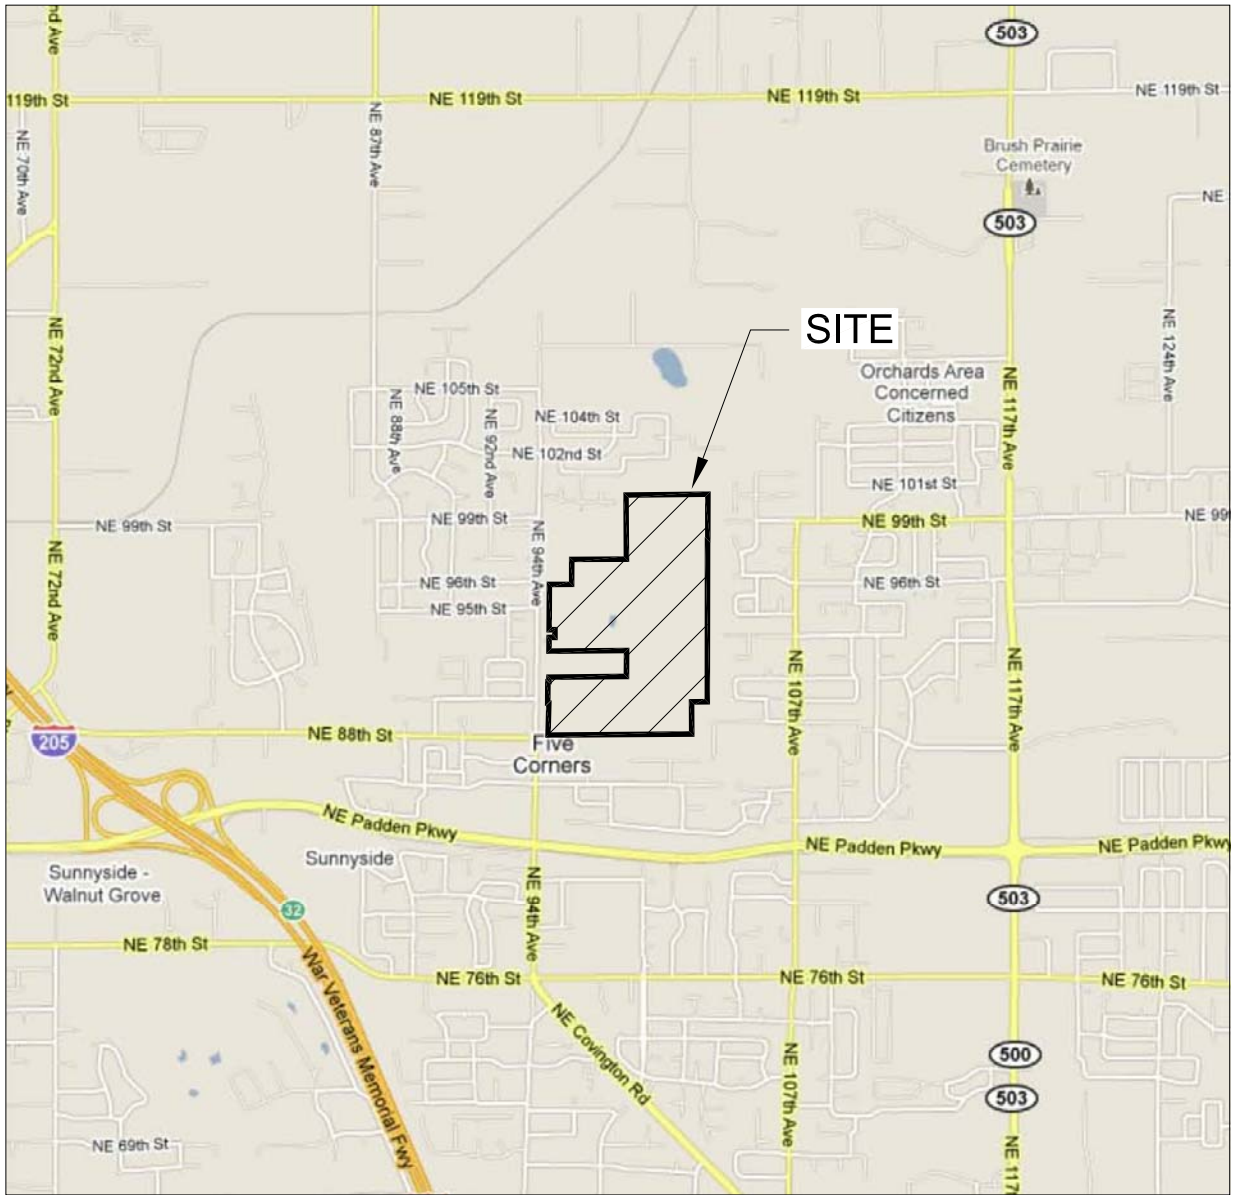 nd Ave
503
119th St
NE 119th St
NE 119th St
NE 119th St
NE 70th Ave
NE 87th Ave
Brush Prairie
Cemetery
NE
503
NE 72nd Ave
SITE
NE 124th Ave
Orchards Area
Concerned
Citizens
NE 117th Ave
NE 105th St
NE 88th Ave
NE 92nd Ave
NE 104th St
NE 102nd St
NE 101st St
NE 99th St
NE 99th St
NE 94th Ave
NE 99th St
NE 99
NE 72nd Ave
NE 96th St
NE 95th St
NE 96th St
NE 107th Ave
NE 117th Ave
205
NE 88th St
Five
Corners
NE Padden Pkwy
NE Padden Pkwy
NE Padden Pkwy
Sunnyside -
Walnut Grove
Sunnyside
NE 94th Ave
503
32
NE 78th St
War Veterans Memorial Fwy
NE 76th St
NE 76th St
NE 76th St
NE Covington Rd
NE 107th Ave
500
503
NE 69th St
NE 117